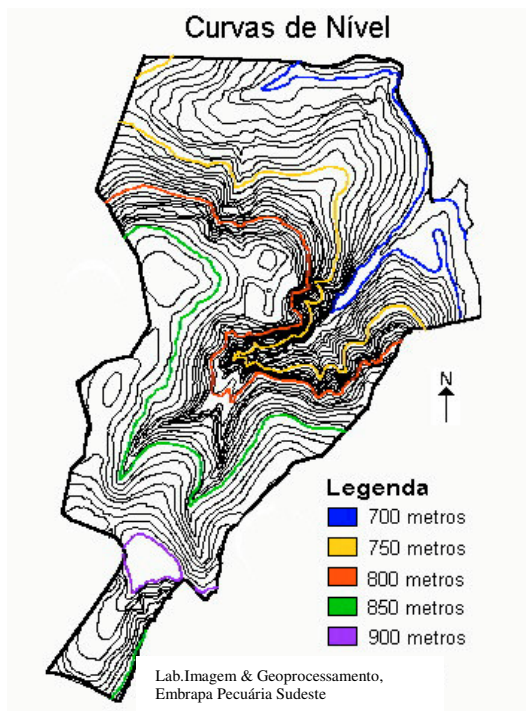 Curvas de Nível
N
Legenda
700 metros
750 metros
800 metros
850 metros
900 metros
Lab.Imagem & Geoprocessamento,
Embrapa Pecuária Sudeste